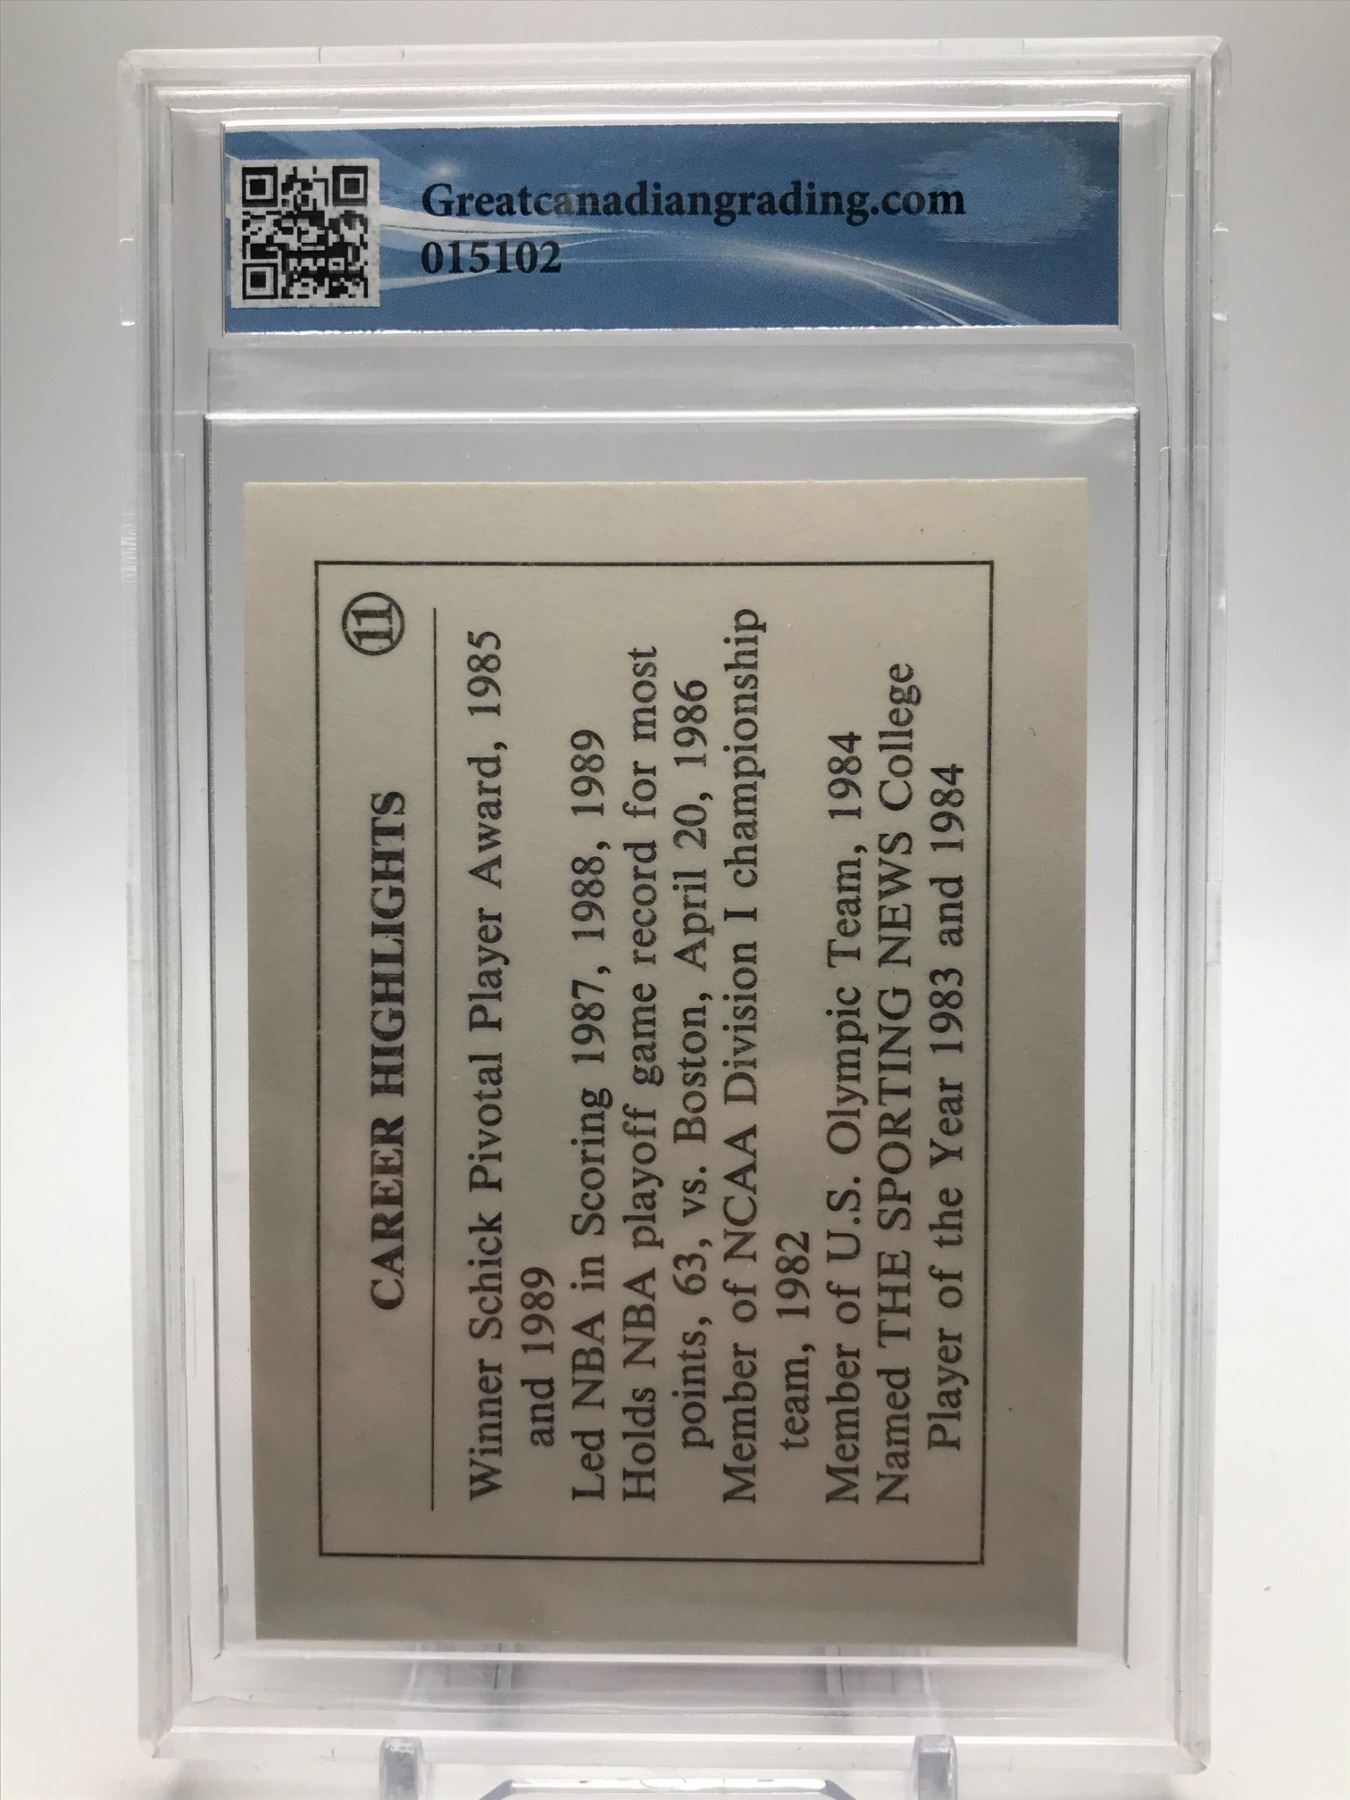 Greatcanadiangrading.com
015102
11
CAREER HIGHLIGHTS
Winner Schick Pivotal Player Award, 1985
and 1989
Led NBA in Scoring 1987, 1988, 1989
Holds NBA playoff game record for most
points, 63, vs. Boston, April 20, 1986
Member of NCAA Division I championship
team, 1982
Member of U.S. Olympic Team, 1984
Named THE SPORTING NEWS College
Player of the Year 1983 and 1984